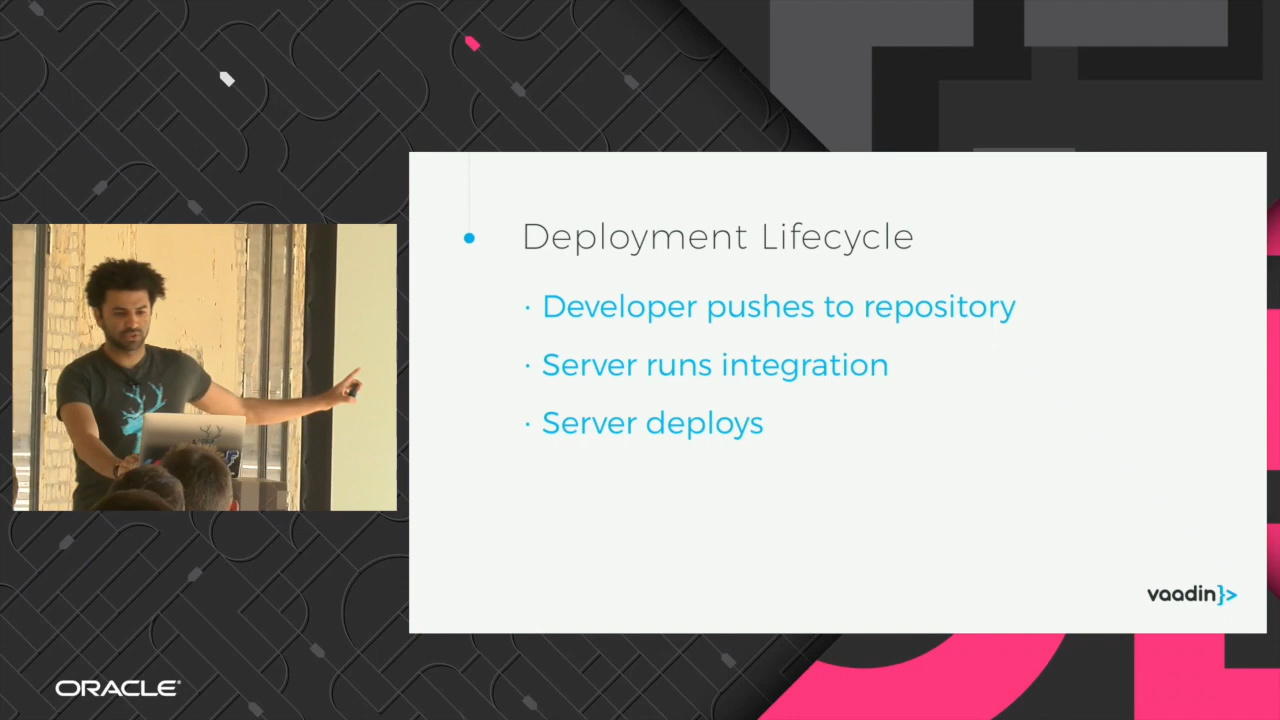 Deployment Lifecycle
· Developer pushes to repository
· Server runs integration
· Server deploys
vaadin}>
ORACLE®